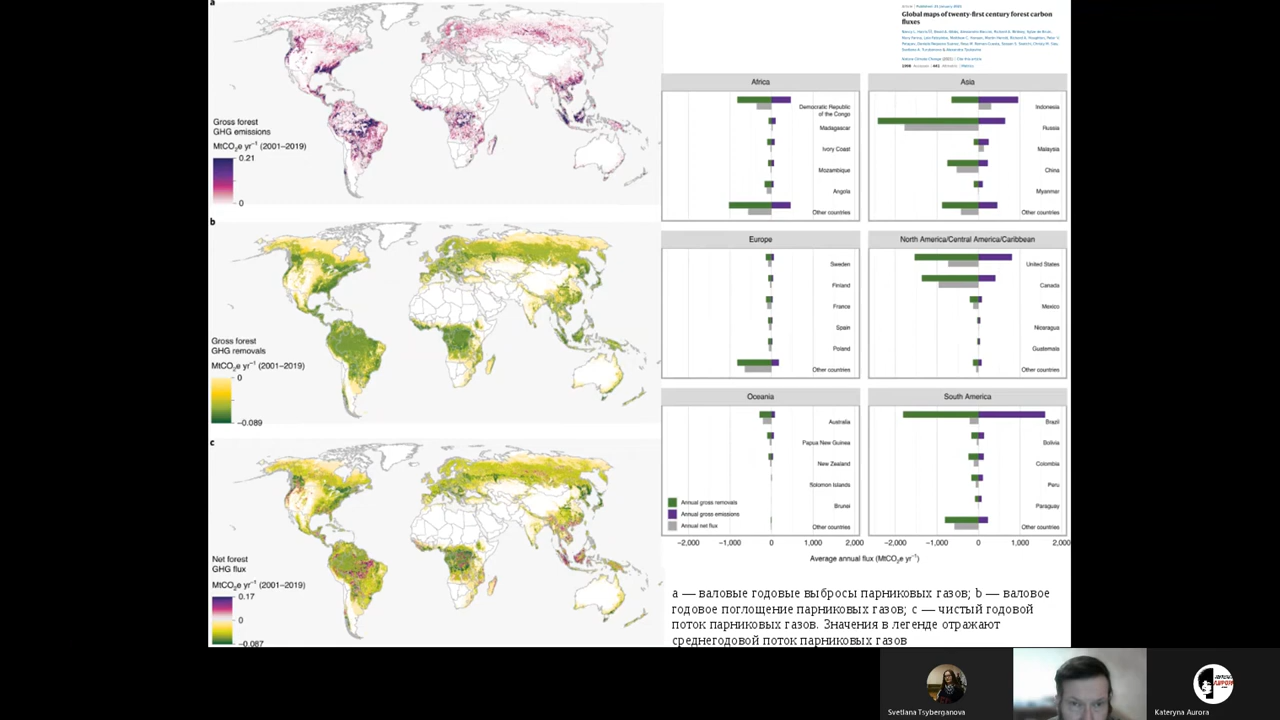 a
Gross forest
GHG emissions
MtCO₂e yr⁻¹ (2001–2019)
0.21
0
b
Gross forest
GHG removals
MtCO₂e yr⁻¹ (2001–2019)
0
−0.089
c
Net forest
GHG flux
MtCO₂e yr⁻¹ (2001–2019)
0.17
0
−0.087
Global maps of twenty-first century forest carbon
fluxes
Africa
Democratic Republic
of the Congo
Madagascar
Ivory Coast
Mozambique
Angola
Other countries
Asia
Indonesia
Russia
Malaysia
China
Myanmar
Other countries
Europe
Sweden
Finland
France
Spain
Poland
Other countries
North America/Central America/Caribbean
United States
Canada
Mexico
Nicaragua
Guatemala
Other countries
Oceania
Australia
Papua New Guinea
New Zealand
Solomon Islands
Brunei
Other countries
Annual gross removals
Annual gross emissions
Annual net flux
South America
Brazil
Bolivia
Colombia
Peru
Paraguay
Other countries
−2,000 −1,000 0 1,000 2,000
−2,000 −1,000 0 1,000 2,000
Average annual flux (MtCO₂e yr⁻¹)
a — валовые годовые выбросы парниковых газов; b — валовое
годовое поглощение парниковых газов; c — чистый годовой
поток парниковых газов. Значения в легенде отражают
среднегодовой поток парниковых газов
Svetlana Tsyberganova
Kateryna Aurora